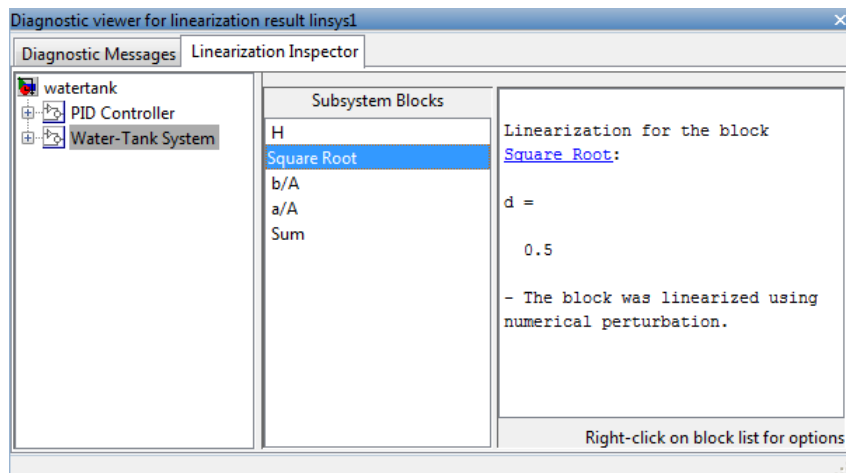 Diagnostic viewer for linearization result linsys1
Diagnostic Messages
Linearization Inspector
watertank
PID Controller
Water-Tank System
Subsystem Blocks
H
Square Root
b/A
a/A
Sum
Linearization for the block
Square Root:
d =
0.5
- The block was linearized using
numerical perturbation.
Right-click on block list for options